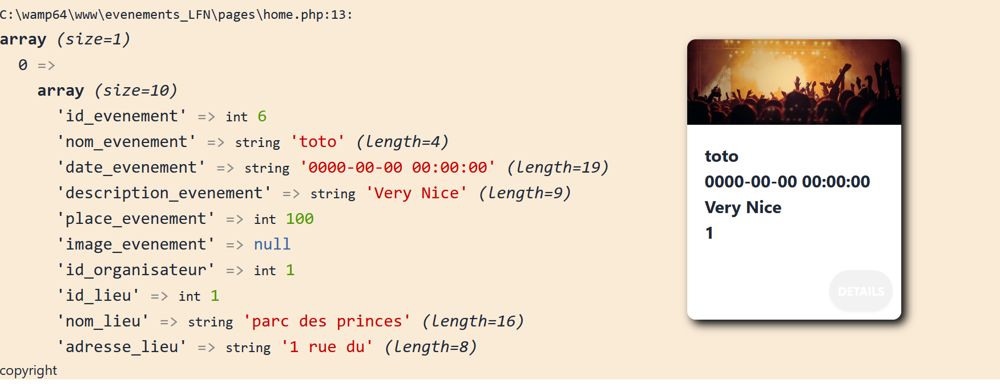 C:\wamp64\www\evenements_LFN\pages\home.php:13:
array (size=1)
0 =>
array (size=10)
'id_evenement' => int 6
'nom_evenement' => string 'toto' (length=4)
'date_evenement' => string '0000-00-00 00:00:00' (length=19)
'description_evenement' => string 'Very Nice' (length=9)
'place_evenement' => int 100
'image_evenement' => null
'id_organisateur' => int 1
'id_lieu' => int 1
'nom_lieu' => string 'parc des princes' (length=16)
'adresse_lieu' => string '1 rue du' (length=8)
copyright
toto
0000-00-00 00:00:00
Very Nice
1
DETAILS